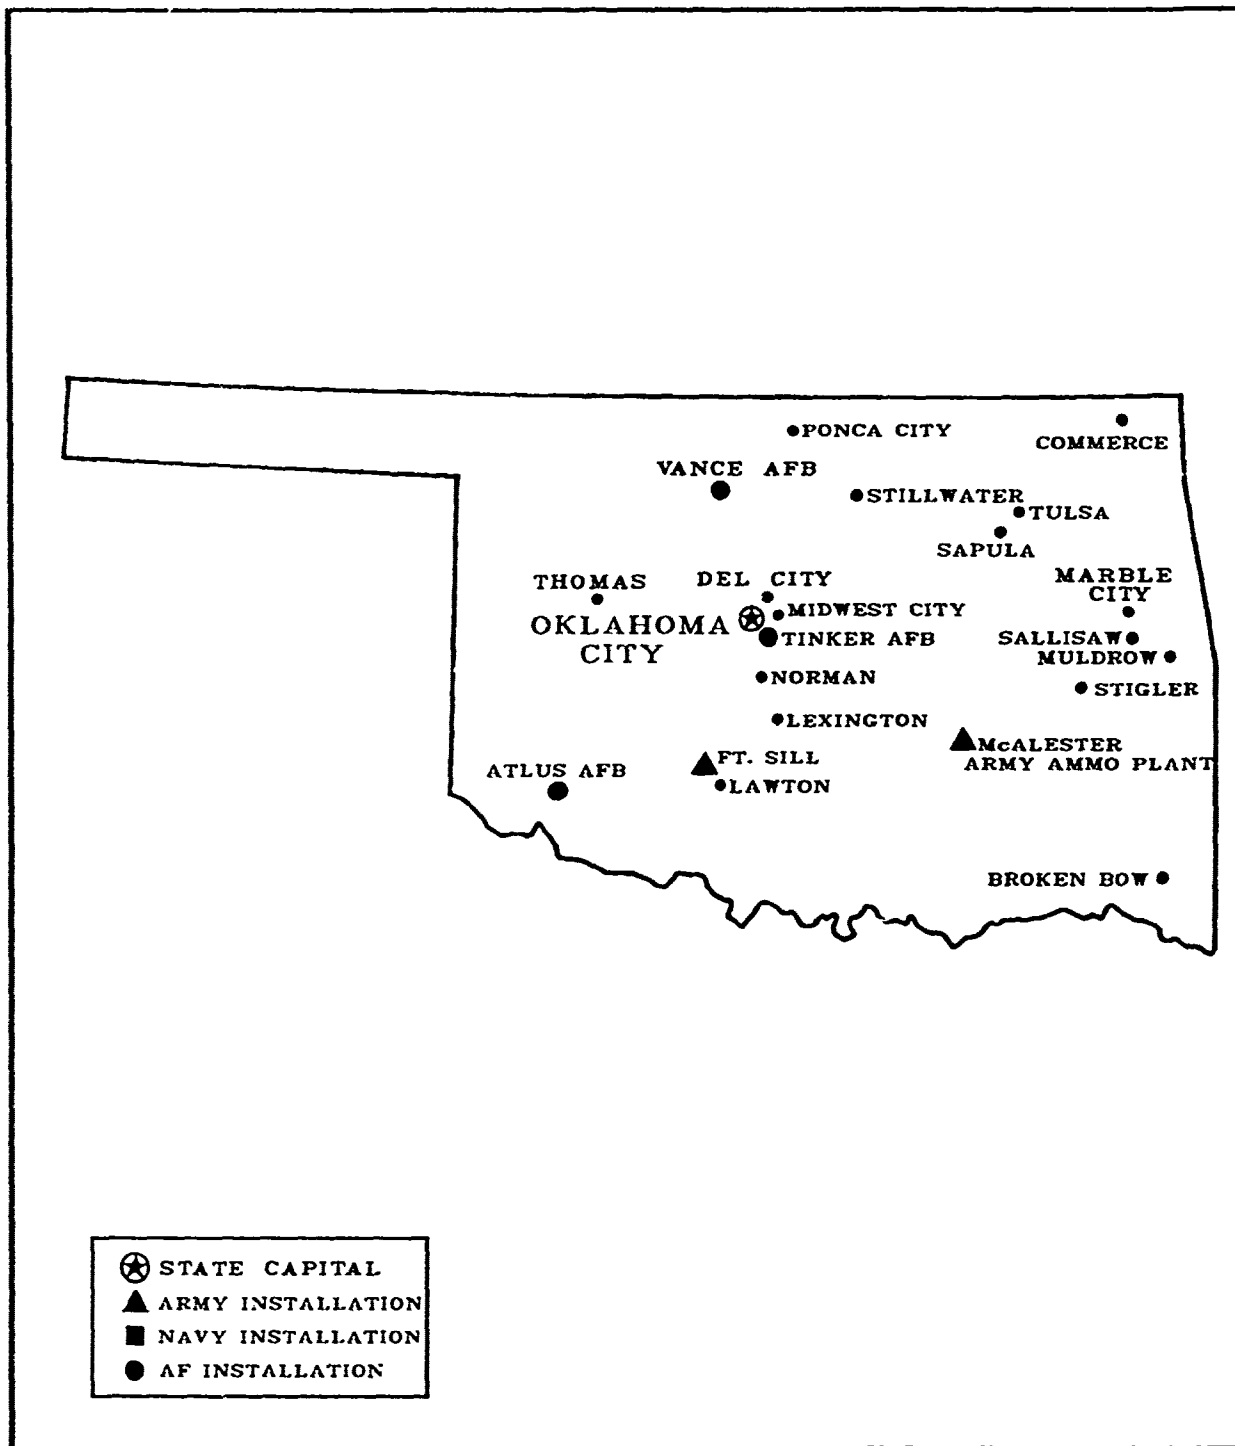 PONCA CITY
COMMERCE
VANCE AFB
STILLWATER
TULSA
SAPULA
THOMAS
DEL CITY
MARBLE
CITY
MIDWEST CITY
OKLAHOMA
CITY
TINKER AFB
SALLISAW
MULDROW
NORMAN
STIGLER
LEXINGTON
McALESTER
ARMY AMMO PLANT
FT. SILL
ATLUS AFB
LAWTON
BROKEN BOW
STATE CAPITAL
ARMY INSTALLATION
NAVY INSTALLATION
AF INSTALLATION